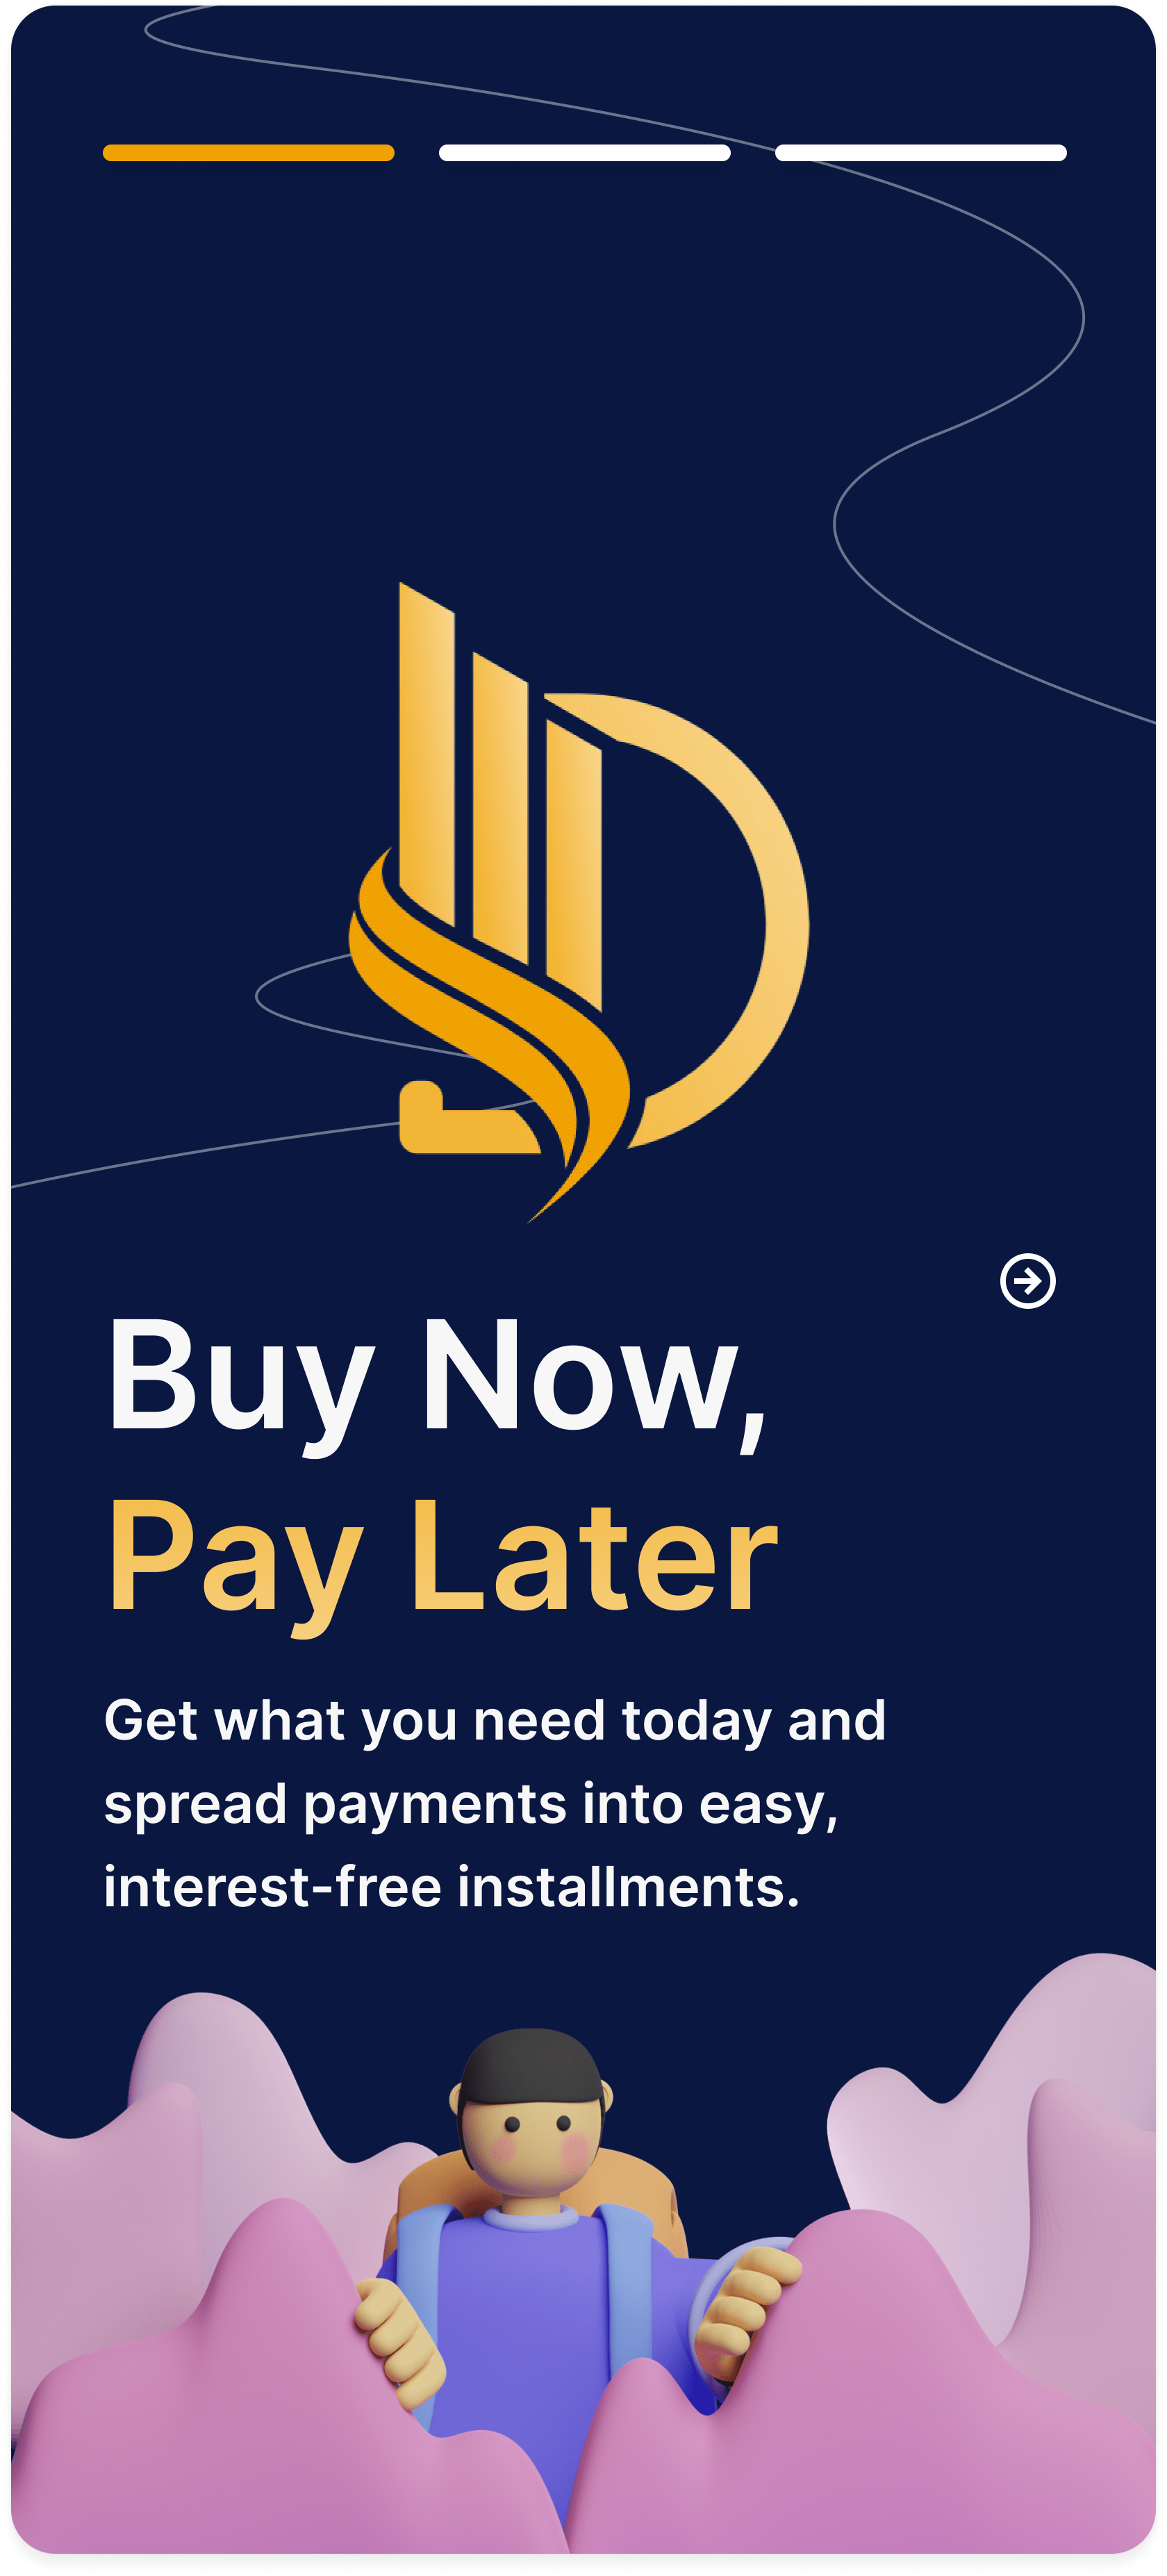 Buy Now,
Pay Later
Get what you need today and
spread payments into easy,
interest-free installments.